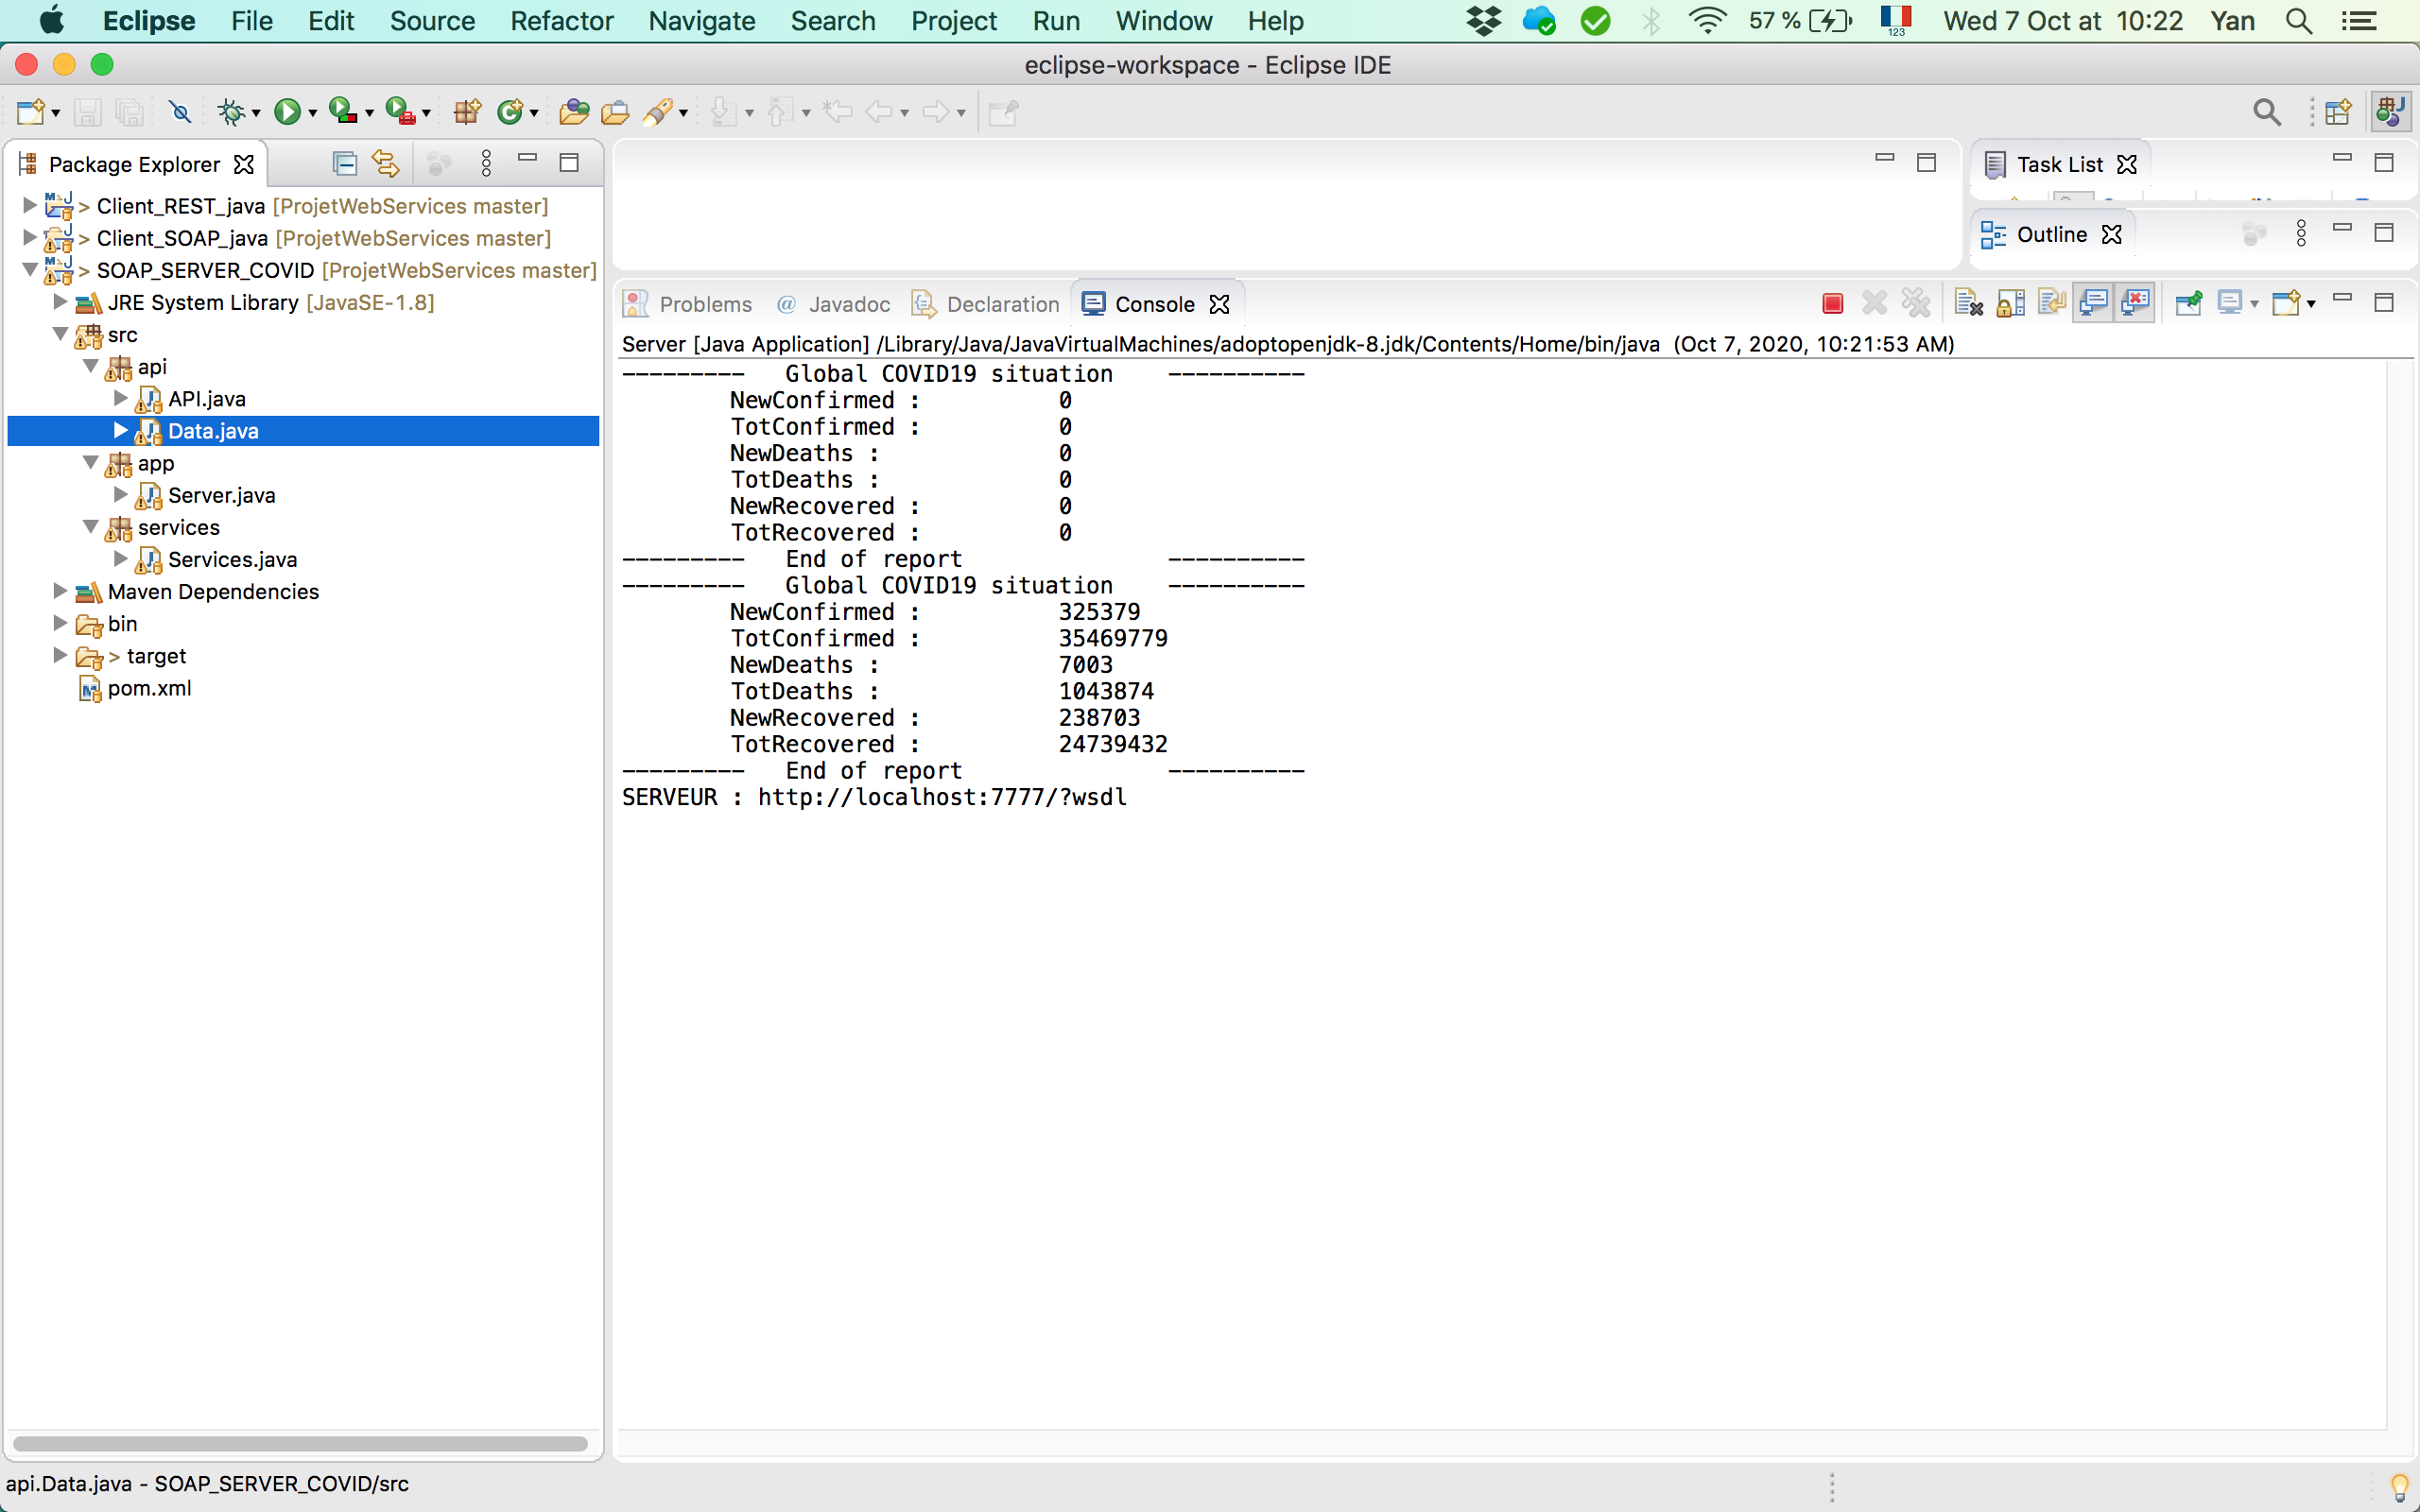 Eclipse File Edit Source Refactor Navigate Search Project Run Window Help 57 % 123 Wed 7 Oct at 10:22 Yan
eclipse-workspace - Eclipse IDE
Package Explorer
> Client_REST_java [ProjetWebServices master]
> Client_SOAP_java [ProjetWebServices master]
> SOAP_SERVER_COVID [ProjetWebServices master]
JRE System Library [JavaSE-1.8]
src
api
API.java
Data.java
app
Server.java
services
Services.java
Maven Dependencies
bin
> target
pom.xml
Task List
Outline
Problems @ Javadoc Declaration Console
Server [Java Application] /Library/Java/JavaVirtualMachines/adoptopenjdk-8.jdk/Contents/Home/bin/java (Oct 7, 2020, 10:21:53 AM)
--------- Global COVID19 situation ----------
NewConfirmed : 0
TotConfirmed : 0
NewDeaths : 0
TotDeaths : 0
NewRecovered : 0
TotRecovered : 0
--------- End of report ----------
--------- Global COVID19 situation ----------
NewConfirmed : 325379
TotConfirmed : 35469779
NewDeaths : 7003
TotDeaths : 1043874
NewRecovered : 238703
TotRecovered : 24739432
--------- End of report ----------
SERVEUR : http://localhost:7777/?wsdl
api.Data.java - SOAP_SERVER_COVID/src